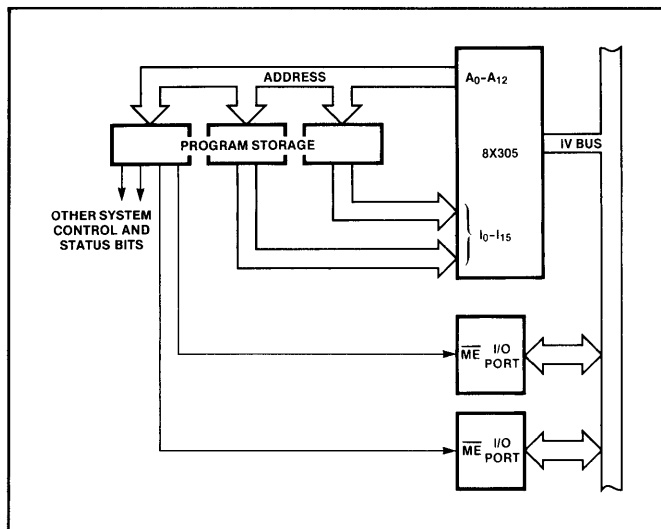 ADDRESS
A0-A12
PROGRAM STORAGE
8X305
IV BUS
OTHER SYSTEM
CONTROL AND
STATUS BITS
I0-I15
ME I/O
PORT
ME I/O
PORT